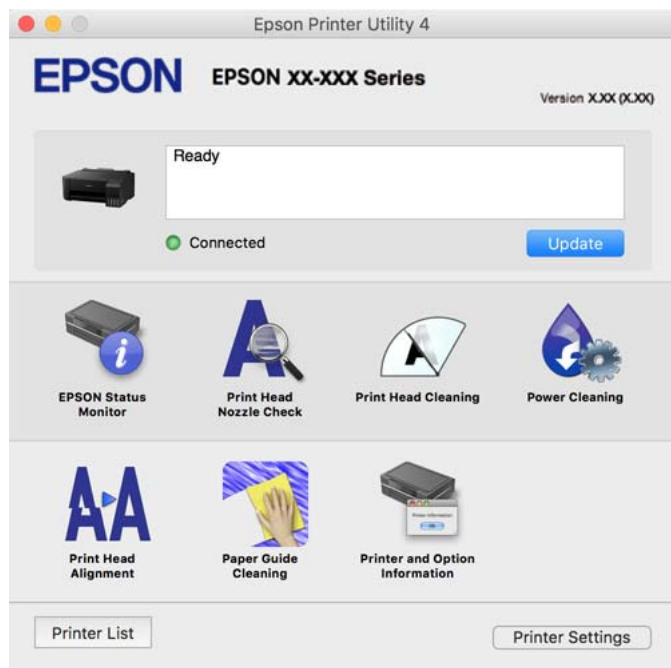 Epson Printer Utility 4
EPSON
EPSON XX-XXX Series
Version X.XX (X.XX)
Ready
Connected
Update
EPSON Status
Monitor
Print Head
Nozzle Check
Print Head Cleaning
Power Cleaning
Print Head
Alignment
Paper Guide
Cleaning
Printer and Option
Information
Printer List
Printer Settings